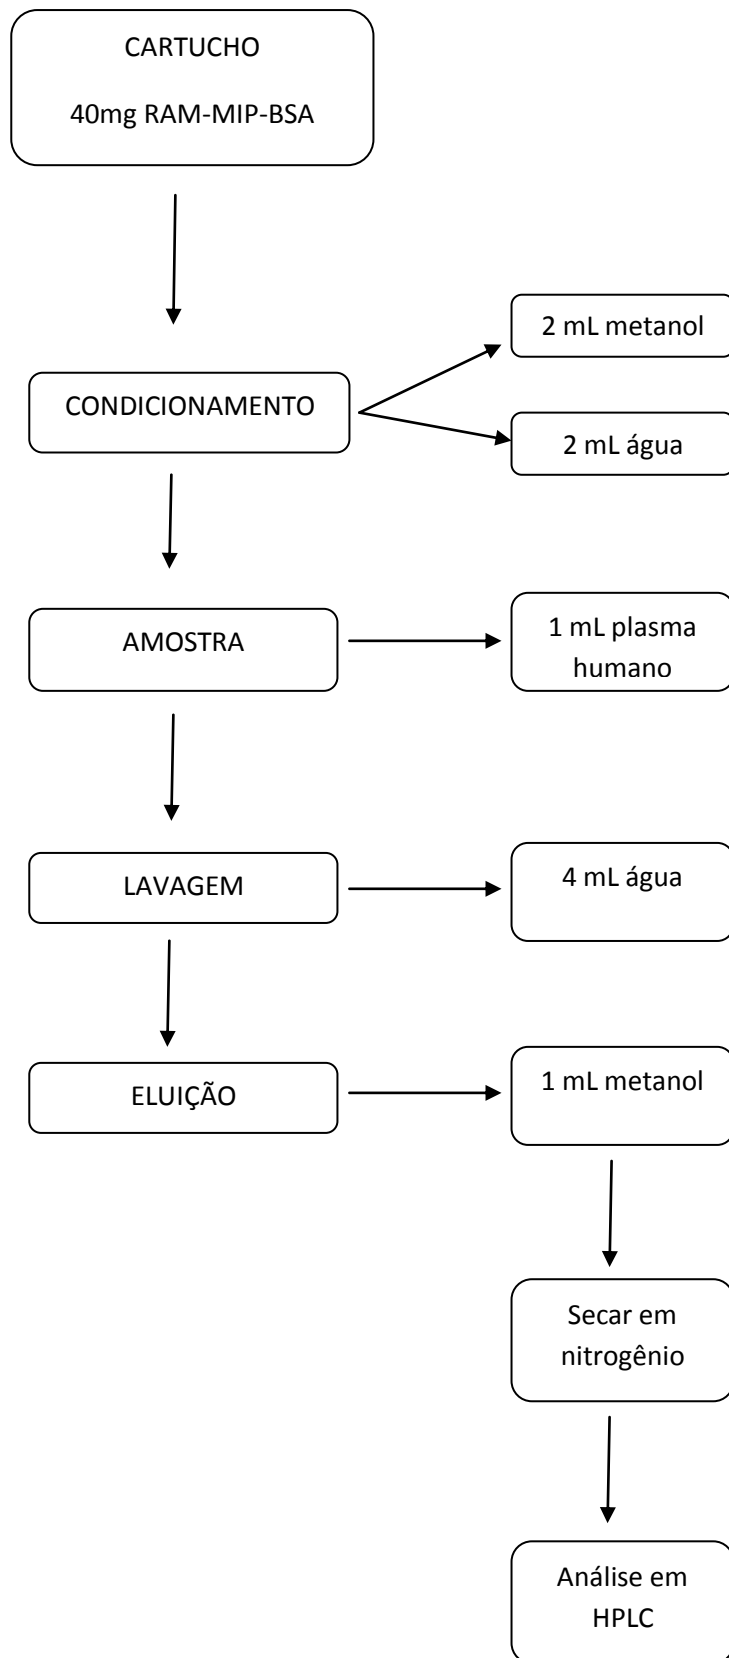 CARTUCHO
40mg RAM-MIP-BSA
2 mL metanol
CONDICIONAMENTO
2 mL água
AMOSTRA
1 mL plasma
humano
LAVAGEM
4 mL água
ELUIÇÃO
1 mL metanol
Secar em
nitrogênio
Análise em
HPLC